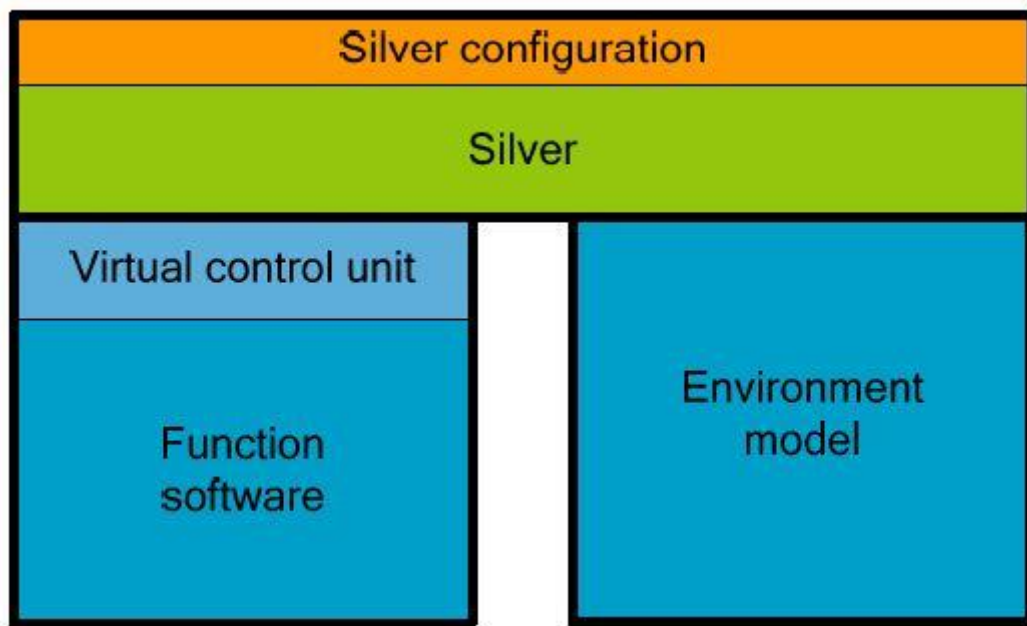 Silver configuration
Silver
Virtual control unit
Function
software
Environment
model